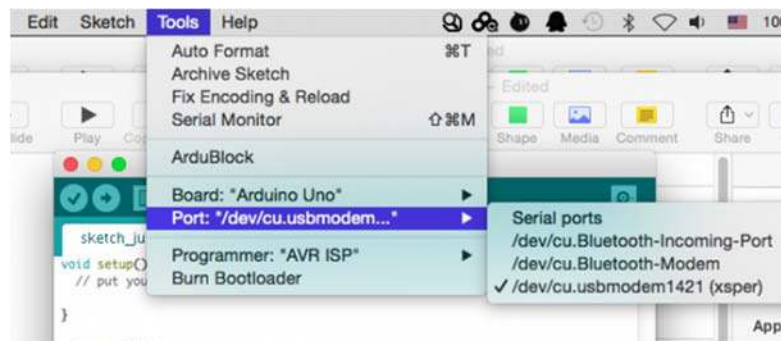 Edit Sketch Tools Help
Auto Format ⌘T
Archive Sketch
Fix Encoding & Reload
Serial Monitor ⇧⌘M
Edited
Play
Shape Media Comment Share
ArduBlock
Board: "Arduino Uno"
Port: "/dev/cu.usbmodem..."
Serial ports
/dev/cu.Bluetooth-Incoming-Port
/dev/cu.Bluetooth-Modem
✓ /dev/cu.usbmodem1421 (xsper)
Programmer: "AVR ISP"
Burn Bootloader
sketch_ju
void setup()
// put you
}
App